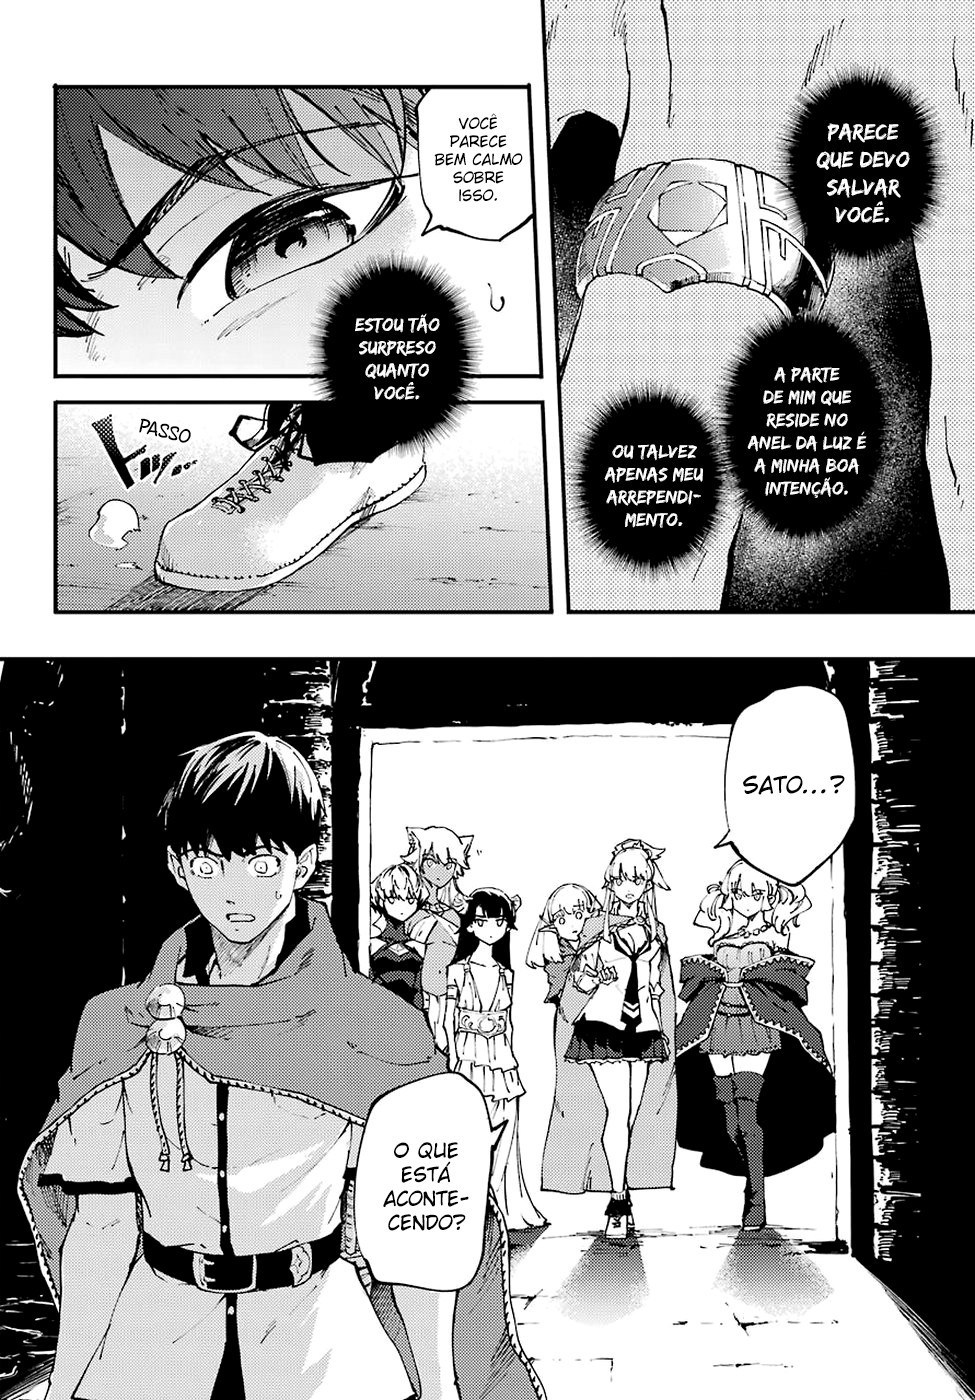 PARECE
QUE DEVO
SALVAR
VOCÊ.
A PARTE
DE MIM QUE
RESIDE NO
ANEL DA LUZ É
A MINHA BOA
INTENÇÃO.
OU TALVEZ
APENAS MEU
ARREPENDI-
MENTO.
VOCÊ
PARECE
BEM CALMO
SOBRE
ISSO.
ESTOU TÃO
SURPRESO
QUANTO
VOCÊ.
PASSO
SATO...?
O QUE
ESTÁ
ACONTE-
CENDO?